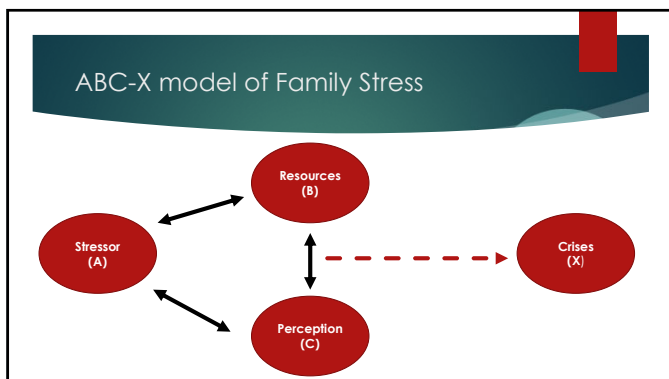 ABC-X model of Family Stress
Resources
(B)
Stressor
(A)
Crises
(X)
Perception
(C)